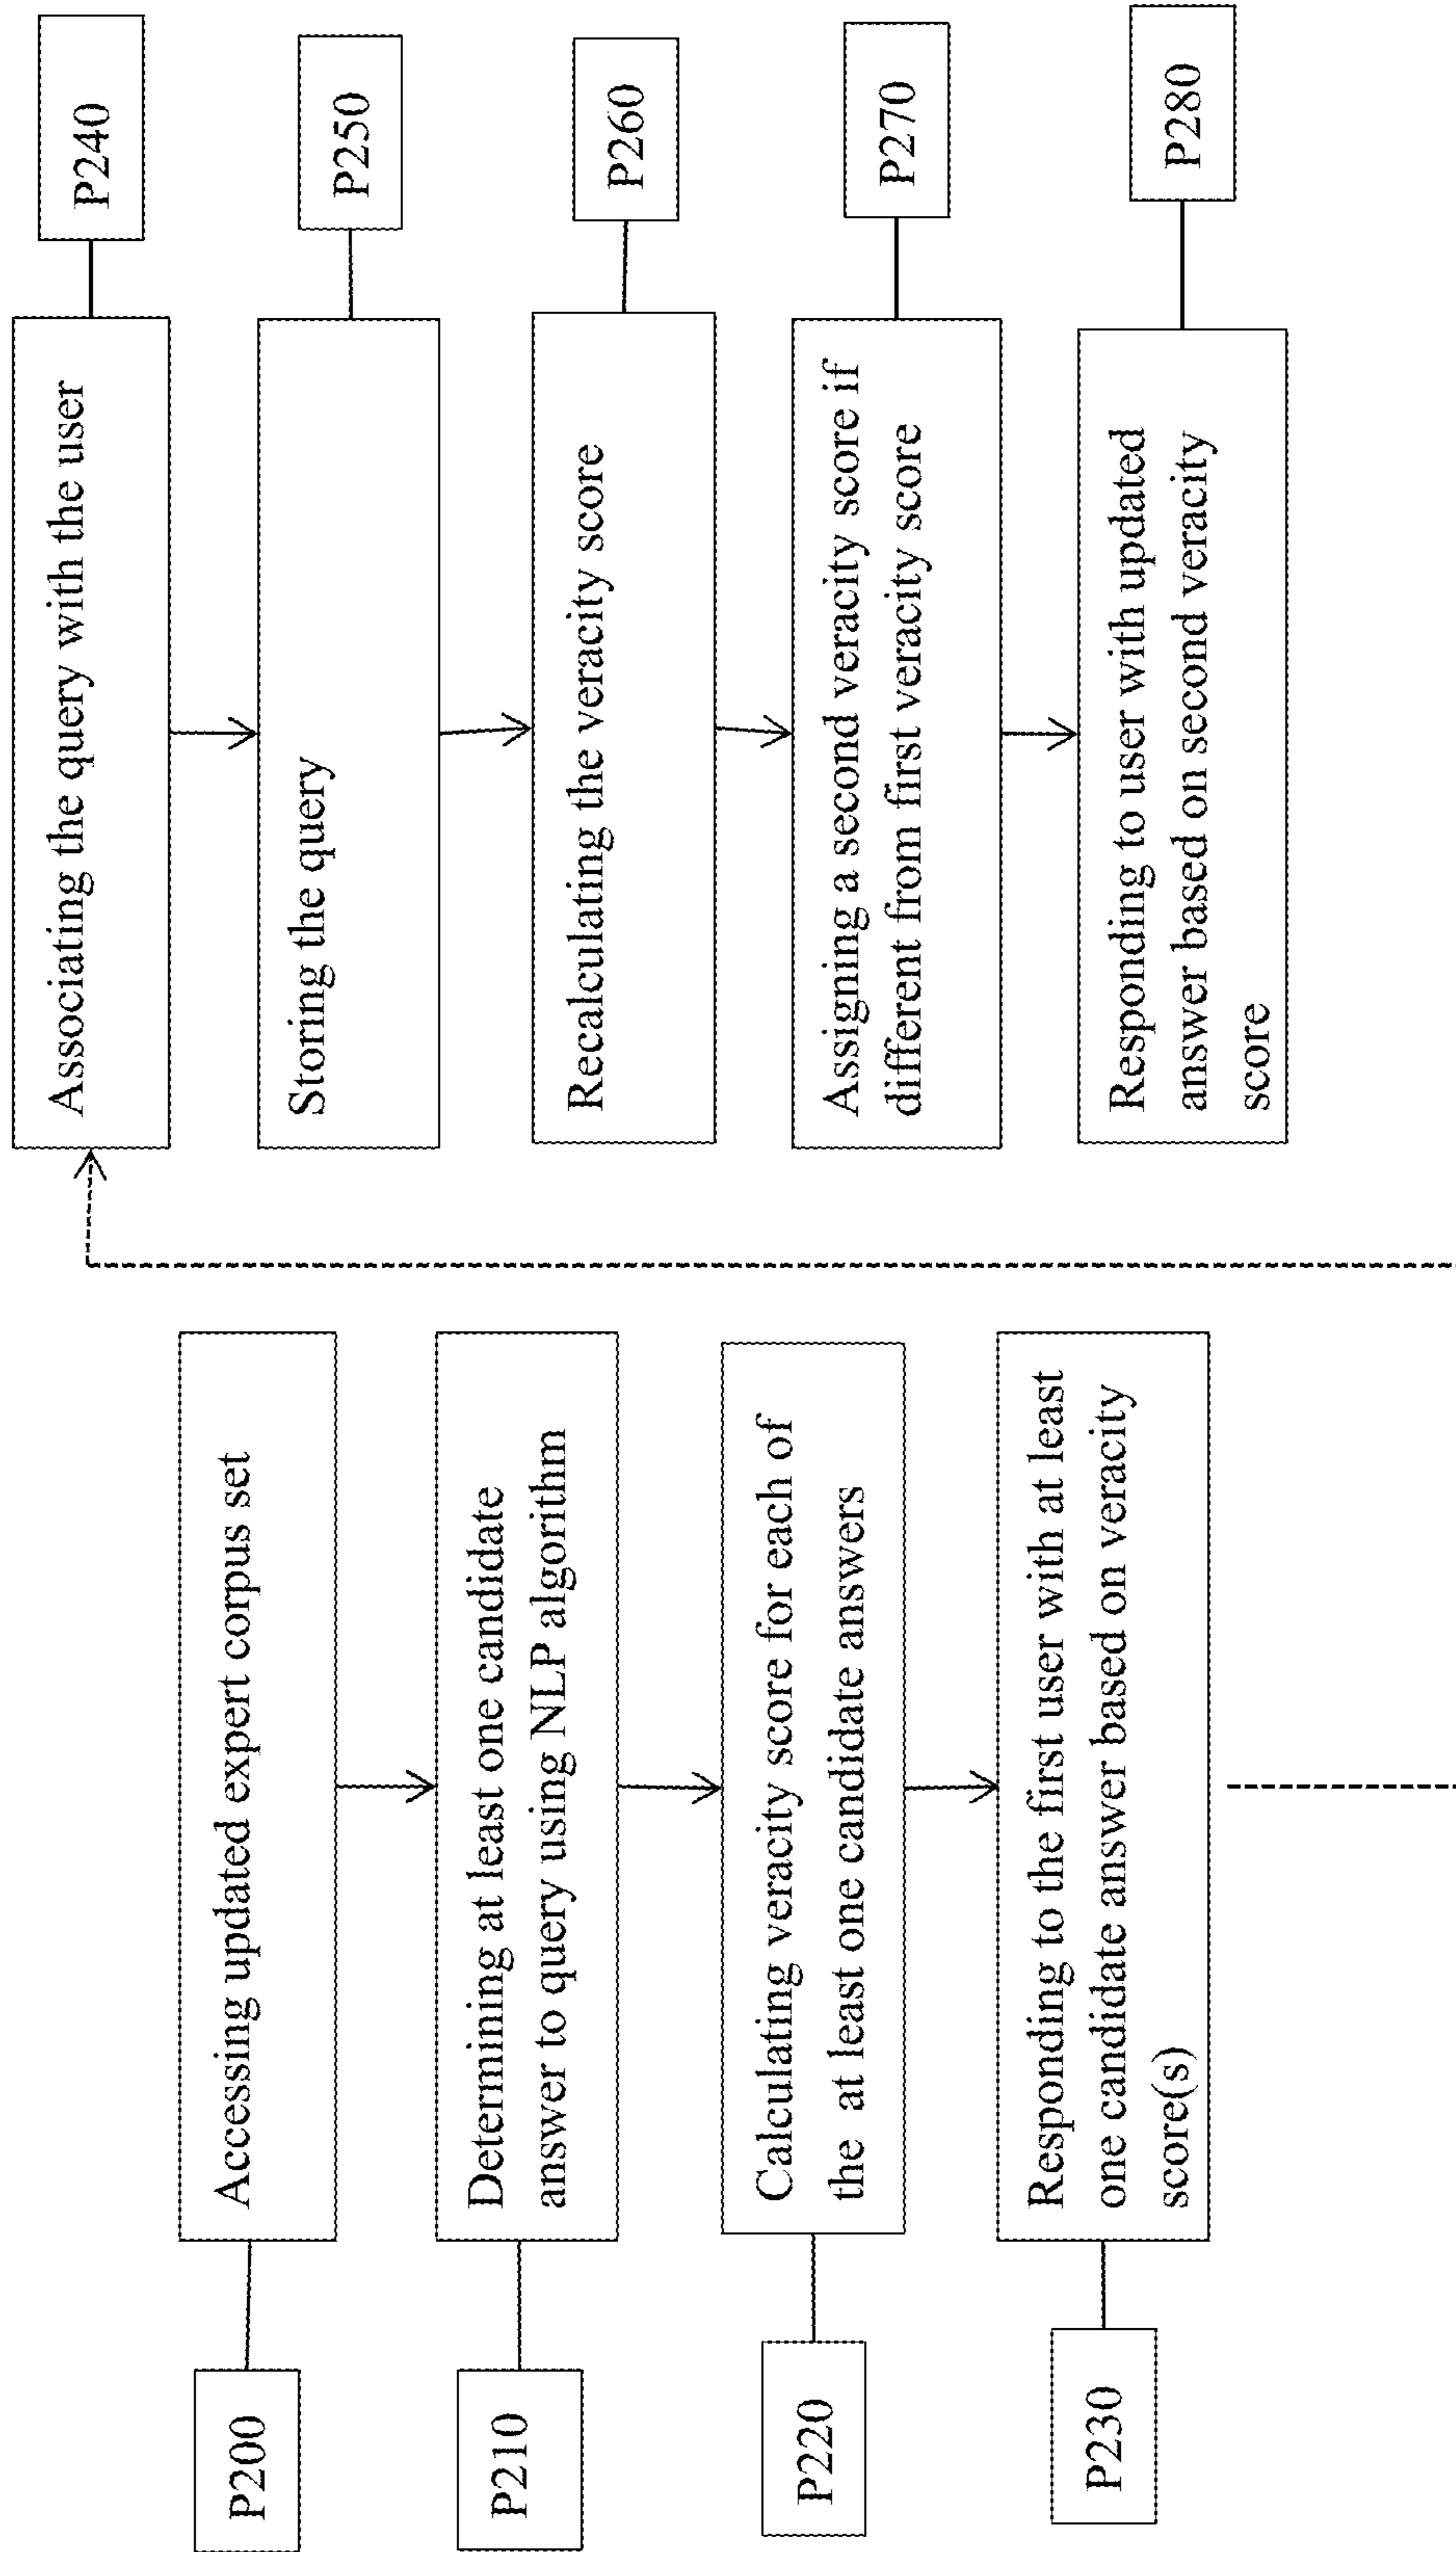 P200
Accessing updated expert corpus set
P210
Determining at least one candidate
answer to query using NLP algorithm
P220
Calculating veracity score for each of
the at least one candidate answers
P230
Responding to the first user with at least
one candidate answer based on veracity
score(s)
Associating the query with the user
P240
Storing the query
P250
Recalculating the veracity score
P260
Assigning a second veracity score if
different from first veracity score
P270
Responding to user with updated
answer based on second veracity
score
P280